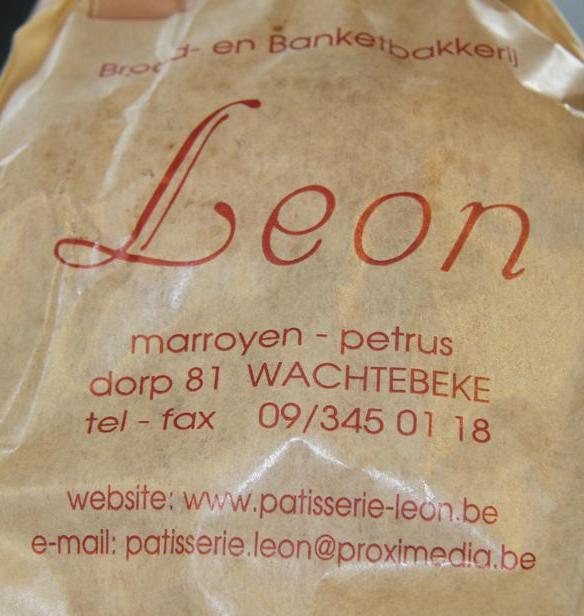 Brood- en Banketbakkerij
Leon
marroyen - petrus
dorp 81 WACHTEBEKE
tel - fax 09/345 01 18
website: www.patisserie-leon.be
e-mail: patisserie.leon@proximedia.be